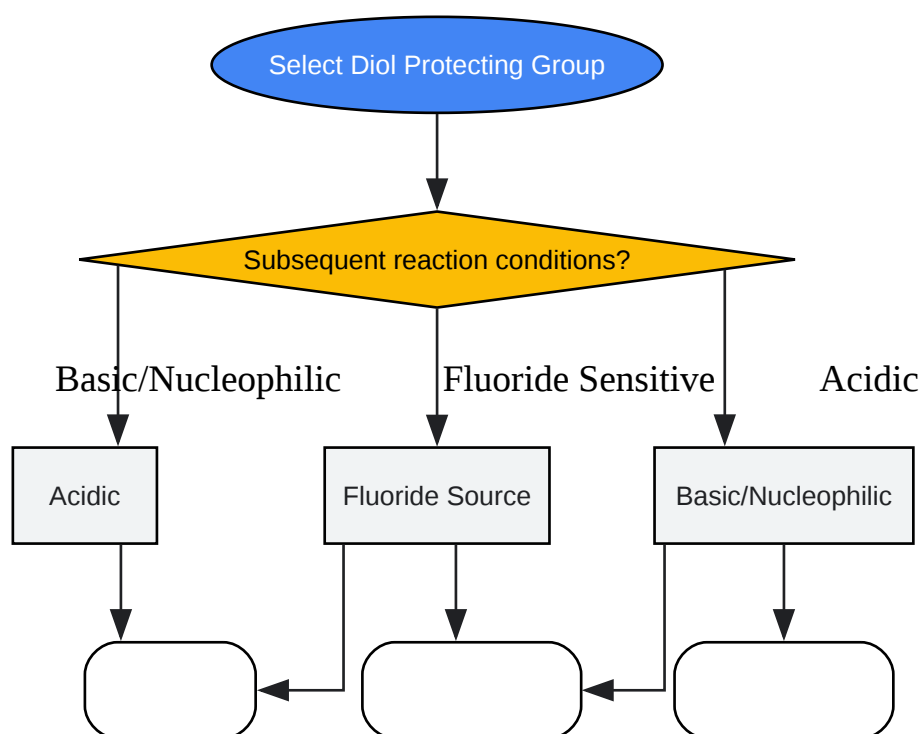 Select Diol Protecting Group
Subsequent reaction conditions?
Basic/Nucleophilic
Fluoride Sensitive
Acidic
Acidic
Fluoride Source
Basic/Nucleophilic